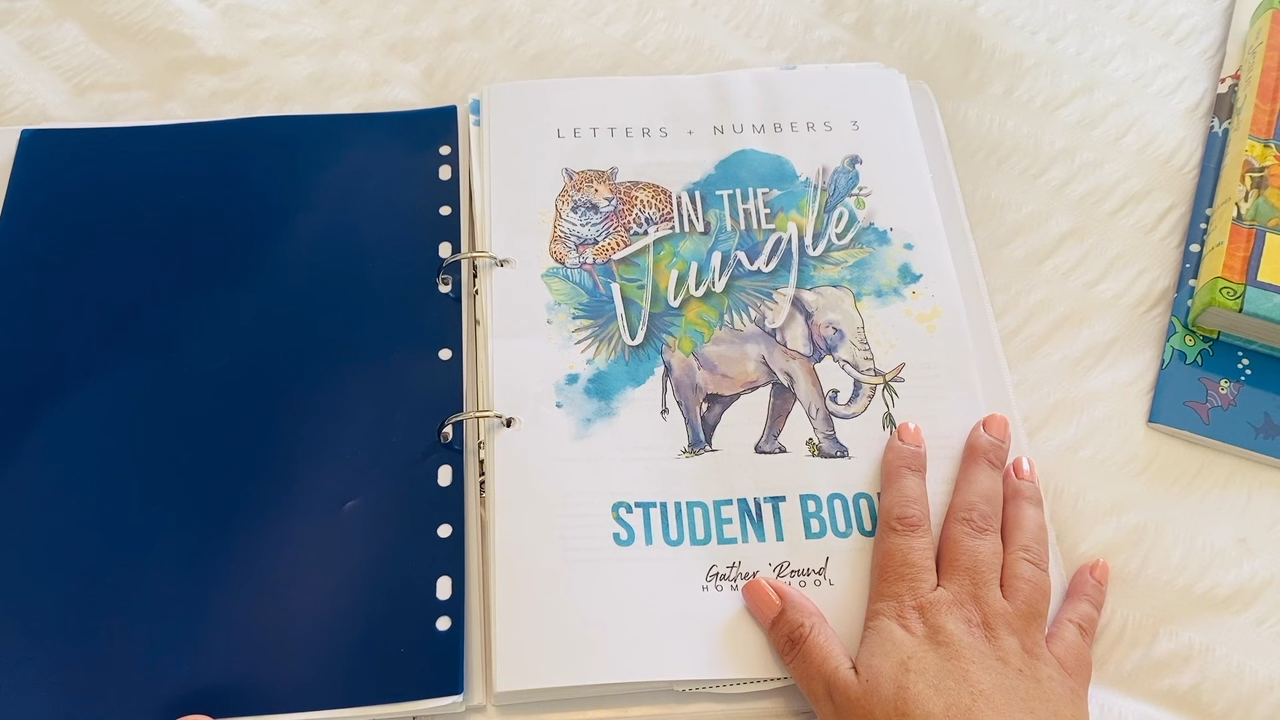 LETTERS + NUMBERS 3
IN THE
Jungle
STUDENT BOO
Gather 'Round
HOM SCHOOL